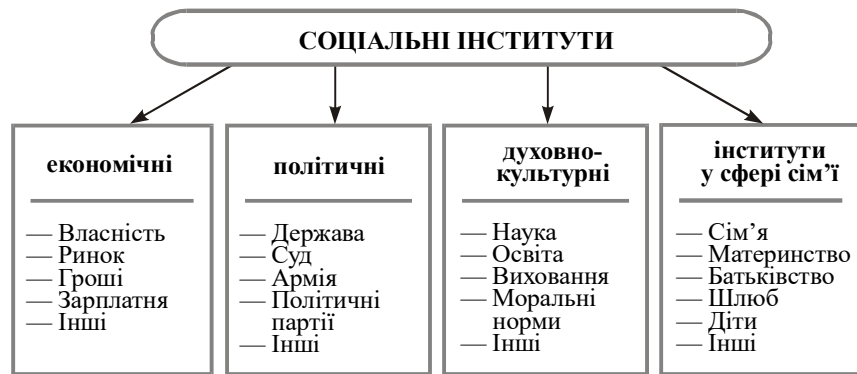 СОЦІАЛЬНІ ІНСТИТУТИ
економічні
— Власність
— Ринок
— Гроші
— Зарплатня
— Інші
політичні
— Держава
— Суд
— Армія
— Політичні
партії
— Інші
духовно-
культурні
— Наука
— Освіта
— Виховання
— Моральні
норми
— Інші
інститути
у сфері сім’ї
— Сім’я
— Материнство
— Батьківство
— Шлюб
— Діти
— Інші